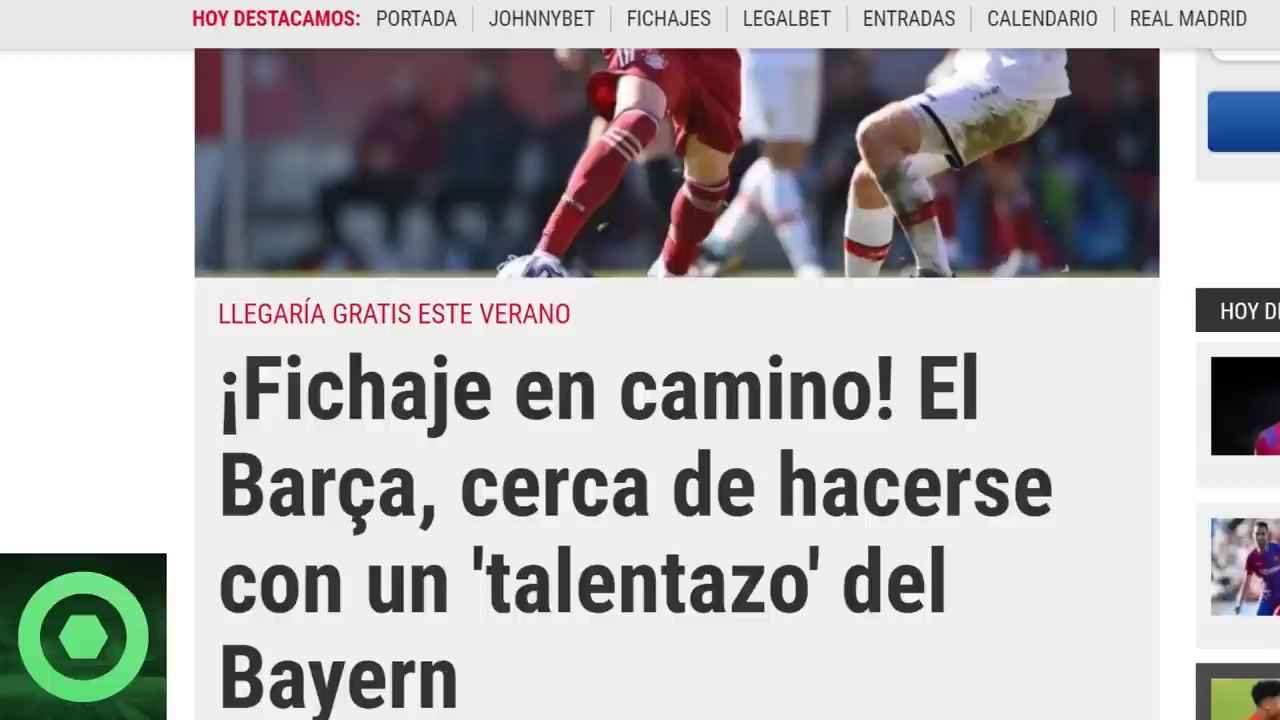 HOY DESTACAMOS: PORTADA JOHNNYBET FICHAJES LEGALBET ENTRADAS CALENDARIO REAL MADRID
LLEGARÍA GRATIS ESTE VERANO
¡Fichaje en camino! El
Barça, cerca de hacerse
con un 'talentazo' del
Bayern
HOY